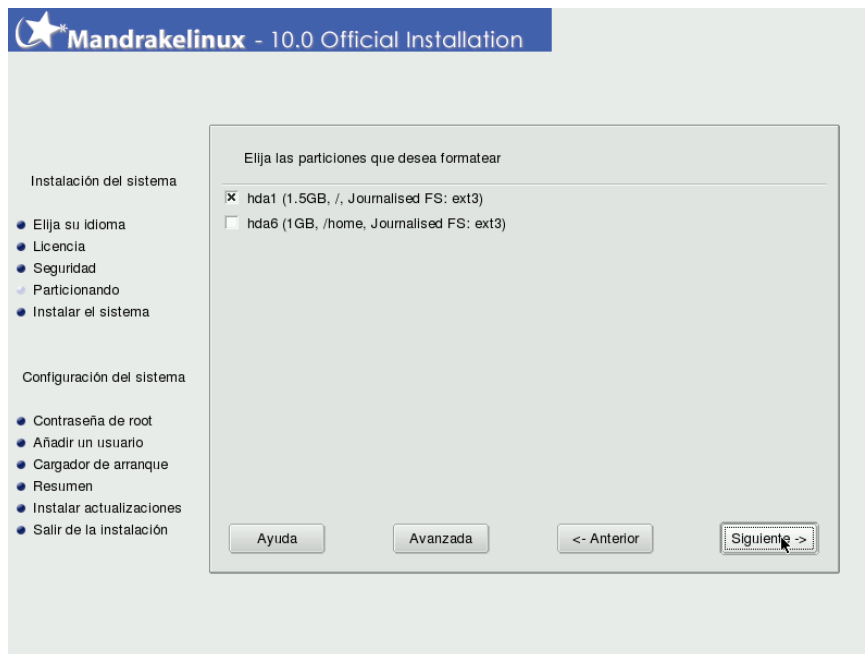 Mandrakelinux - 10.0 Official Installation
Instalación del sistema
Elija su idioma
Licencia
Seguridad
Particionando
Instalar el sistema
Configuración del sistema
Contraseña de root
Añadir un usuario
Cargador de arranque
Resumen
Instalar actualizaciones
Salir de la instalación
Elija las particiones que desea formatear
hda1 (1.5GB, /, Journalised FS: ext3)
hda6 (1GB, /home, Journalised FS: ext3)
Ayuda
Avanzada
<- Anterior
Siguiente ->